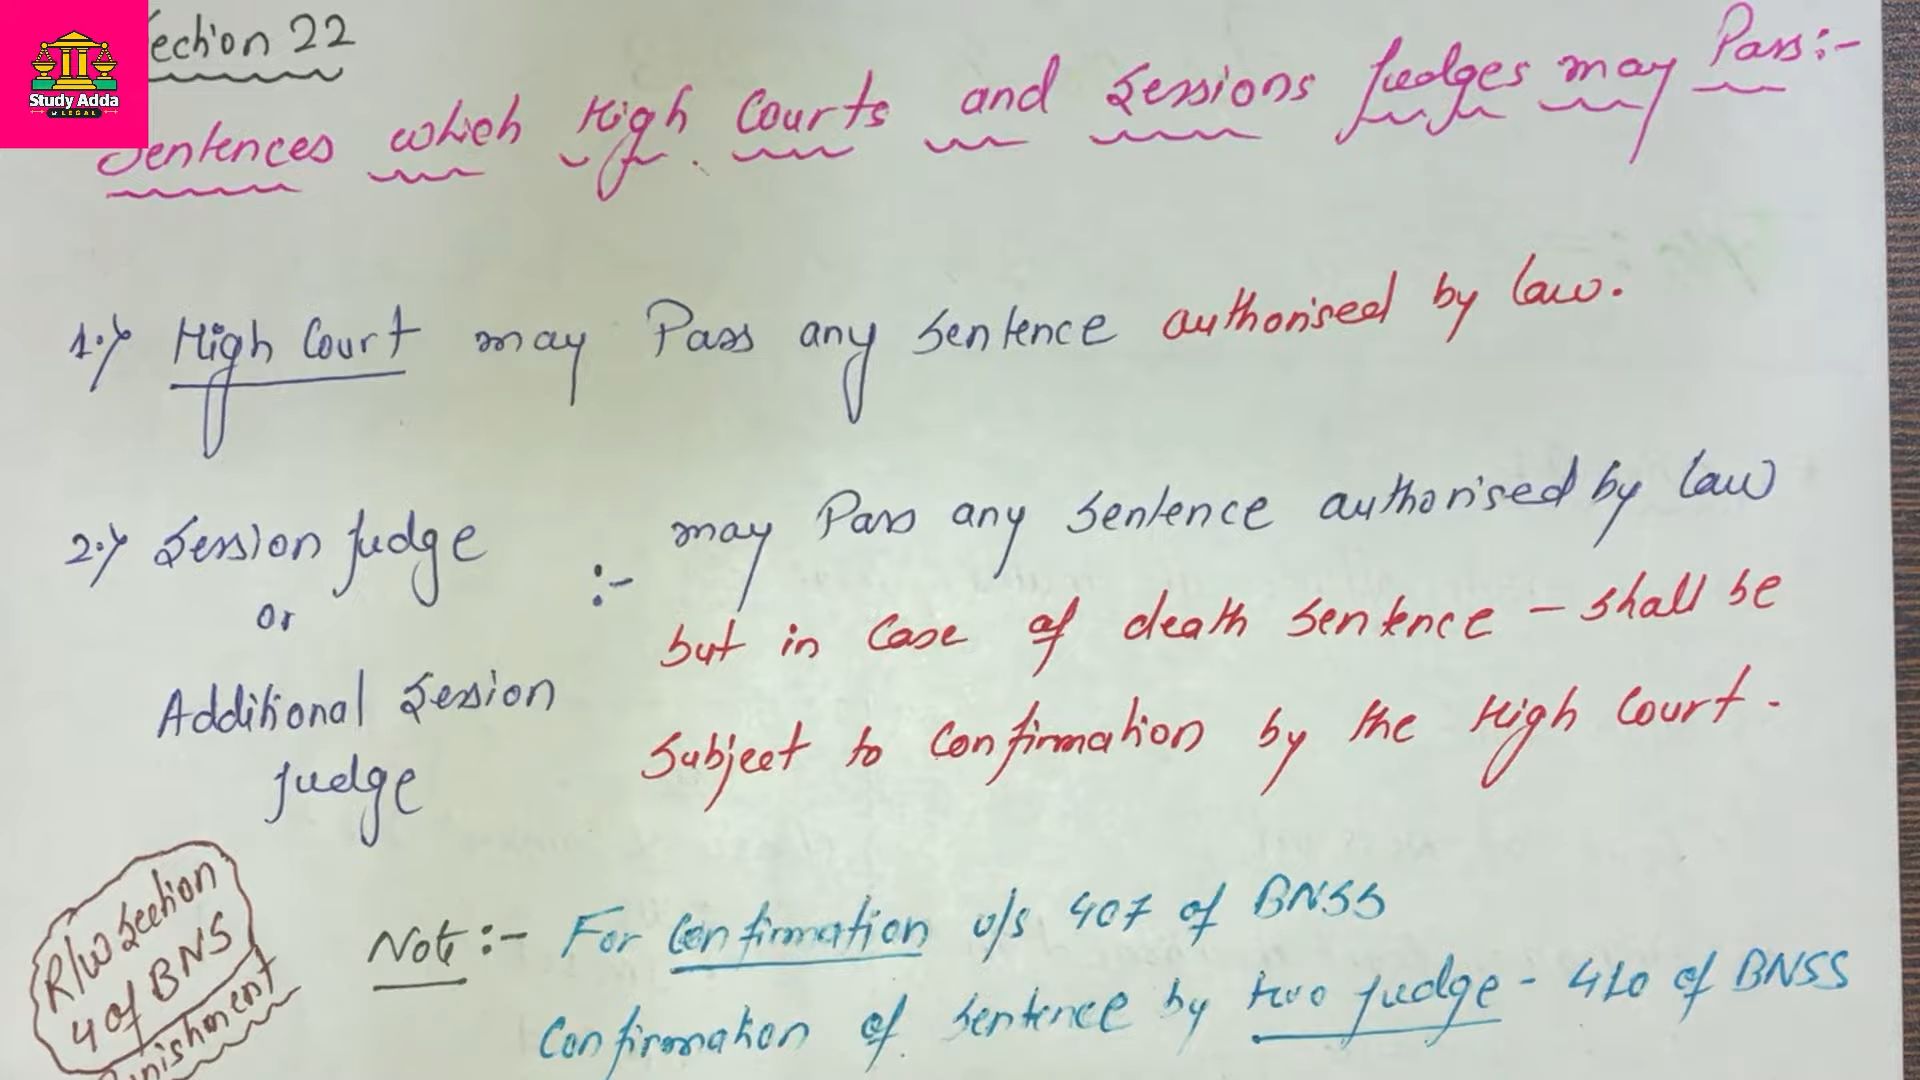 Section 22
Study Adda
LEGAL
Sentences which High Courts and Sessions Judges may Pass:-
1.) High Court may Pass any sentence authorised by law.
2.) Session Judge
or
Additional Session
Judge
:-
may Pass any sentence authorised by law
but in Case of death sentence - shall be
Subject to Confirmation by the High Court.
R/W Section
4 of BNS
Punishment
Note:- For Confirmation u/s 407 of BNSS
Confirmation of sentence by two judge - 410 of BNSS